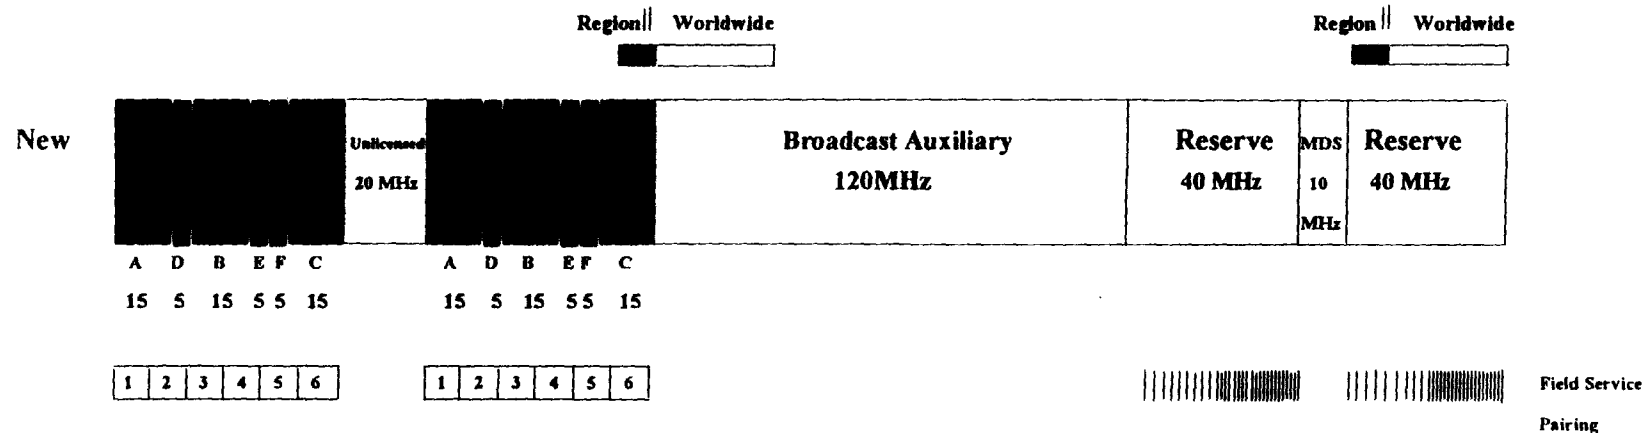 Region Worldwide
Region Worldwide
New
Unlicensed
20 MHz
Broadcast Auxiliary
120MHz
Reserve
40 MHz
MDS
10
MHz
Reserve
40 MHz
A D B E F C
15 5 15 5 5 15
A D B E F C
15 5 15 5 5 15
1 2 3 4 5 6
1 2 3 4 5 6
Field Service
Pairing